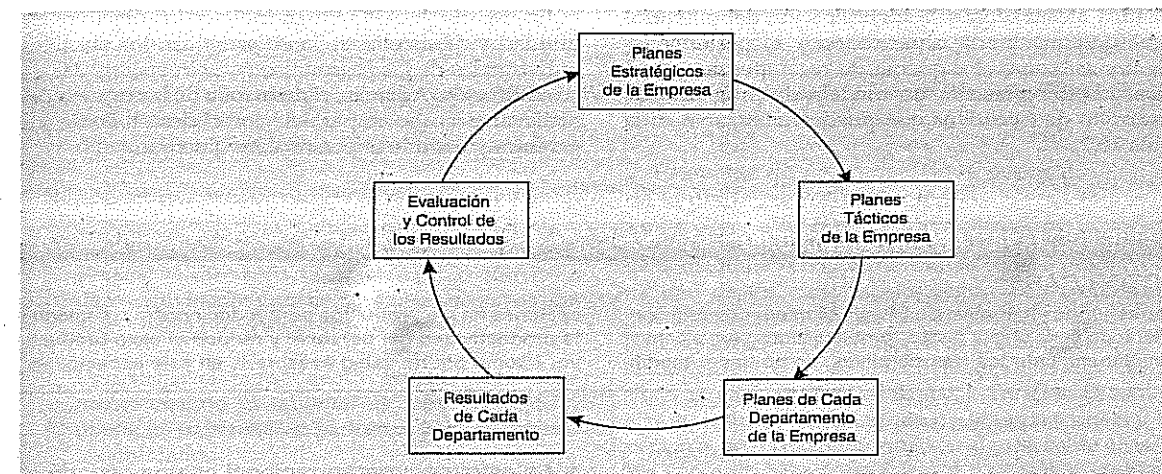 Planes
Estratégicos
de la Empresa
Planes
Tácticos
de la Empresa
Planes de Cada
Departamento
de la Empresa
Resultados
de Cada
Departamento
Evaluación
y Control de
los Resultados